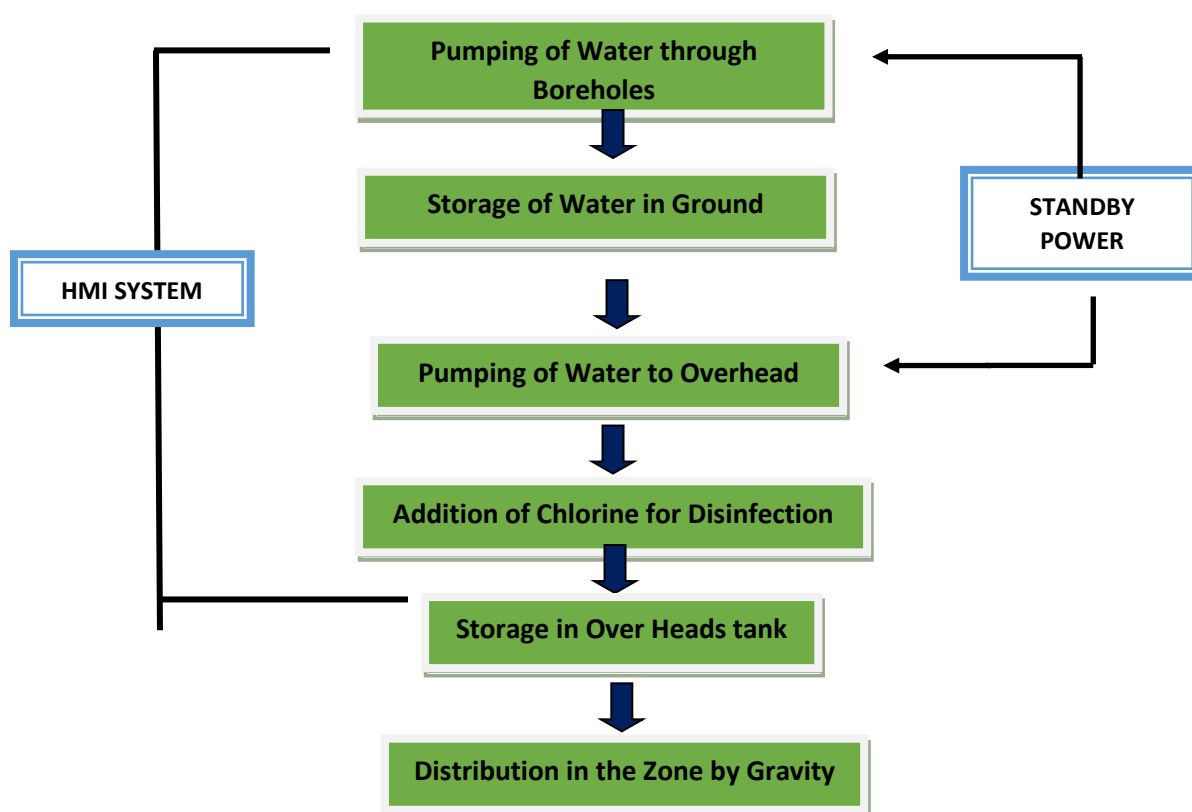 Pumping of Water through
Boreholes
Storage of Water in Ground
STANDBY
POWER
HMI SYSTEM
Pumping of Water to Overhead
Addition of Chlorine for Disinfection
Storage in Over Heads tank
Distribution in the Zone by Gravity